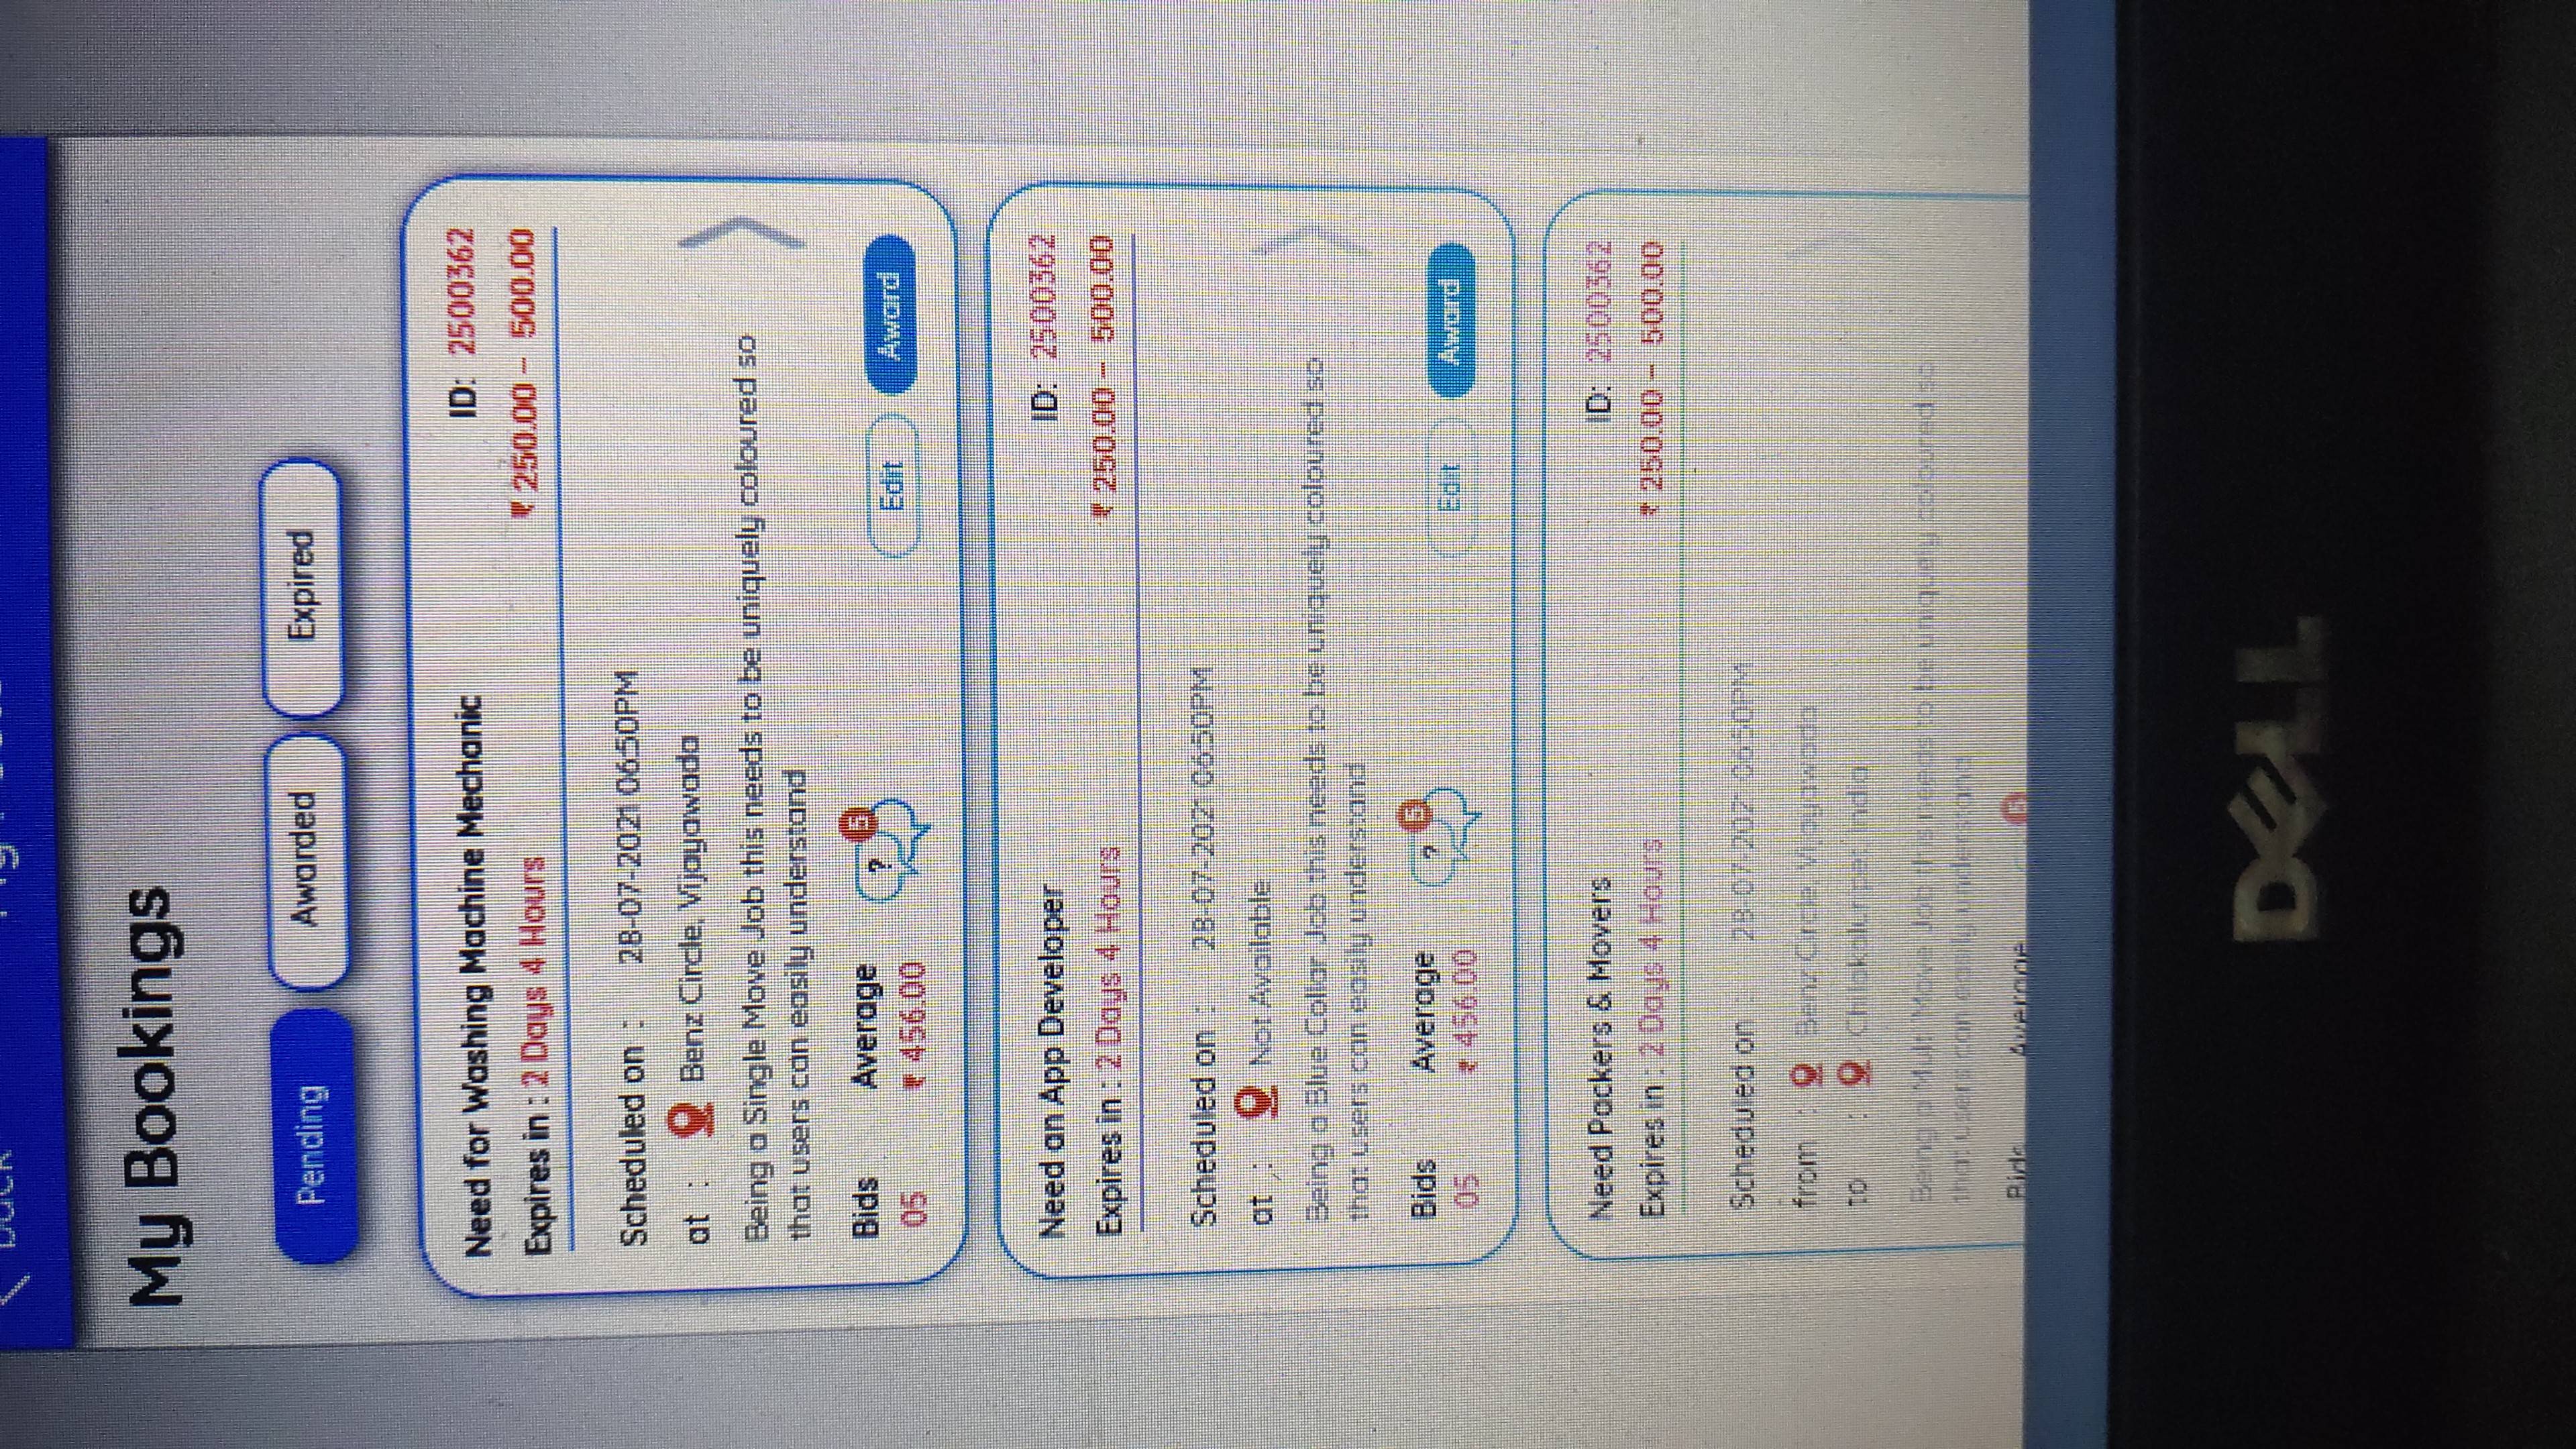 My Bookings
Pending Awarded Expired
Need for Washing Machine Mechanic ID: 2500362
Expires in : 2 Days 4 Hours ₹ 250.00 – 500.00
Scheduled on : 28-07-2021 06:50PM
at : Benz Circle, Vijayawada
Being a Single Move Job this needs to be uniquely coloured so
that users can easily understand
Bids Average ? 5 Edit Award
05 ₹ 456.00
Need an App Developer ID: 2500362
Expires in : 2 Days 4 Hours ₹ 250.00 – 500.00
Scheduled on : 28-07-2021 06:50PM
at : Not Available
Being a Blue Collar Job this needs to be uniquely coloured so
that users can easily understand
Bids Average ? 5 Edit Award
05 ₹ 456.00
Need Packers & Movers ID: 2500362
Expires in : 2 Days 4 Hours ₹ 250.00 – 500.00
Scheduled on : 28-07-2021 06:50PM
from : Benz Circle, Vijayawada
to : India
Being a Multi Move Job this needs to be uniquely coloured so
that users can easily understand
Bids Average
DELL